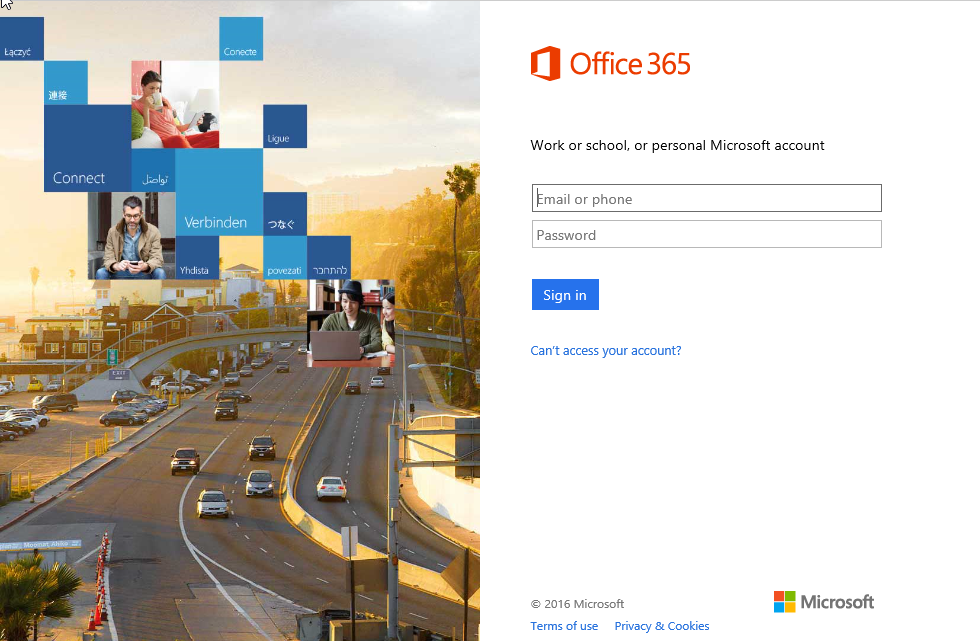 Łączyć
Conecte
連接
Ligue
Connect
تواصَل
Verbinden
つなぐ
Yhdista
povezati
להתחבר
EXIT
Office 365
Work or school, or personal Microsoft account
Email or phone
Password
Sign in
Can't access your account?
© 2016 Microsoft
Microsoft
Terms of use
Privacy & Cookies